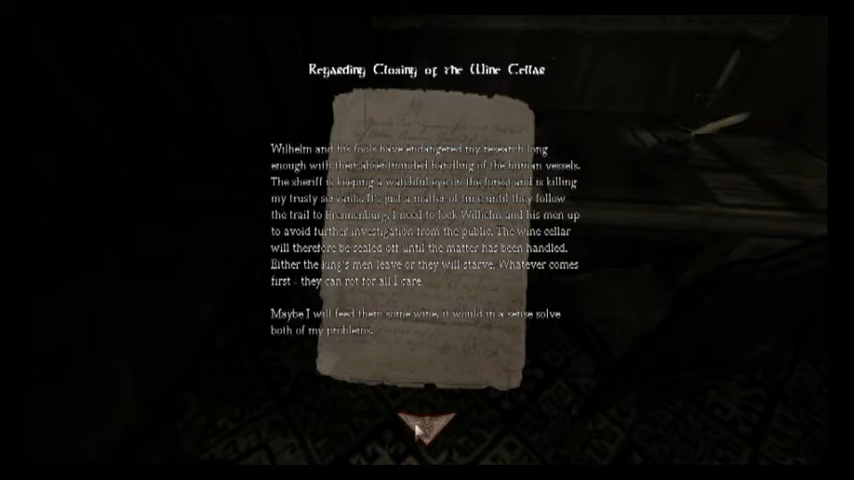 Regarding Closing of the Wine Cellar
Wilhelm and his fools have endangered my research long
enough with their absentminded handling of the human vessels.
The sheriff is keeping a watchful eye on the forest and is killing
my trusty servants. It's just a matter of time until they follow
the trail to Brennenburg. I need to lock Wilhelm and his men up
to avoid further investigation from the public. The wine cellar
will therefore be sealed off until the matter has been handled.
Either the king's men leave or they will starve. Whatever comes
first - they can rot for all I care.
Maybe I will feed them some wine, it would in a sense solve
both of my problems.